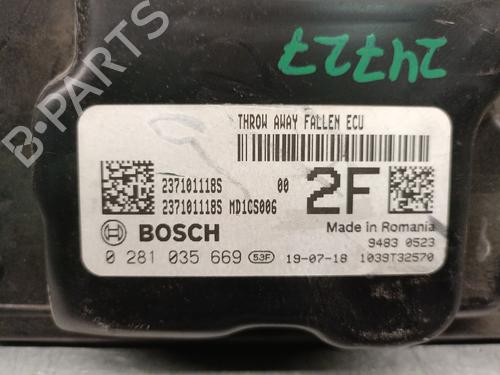 24727
B-PARTS
THROW AWAY FALLEN ECU
237101118S 00
237101118S MD1CS006
2F
BOSCH
Made in Romania
9483 0523
0 281 035 669 53F 19-07-18 1039T32570